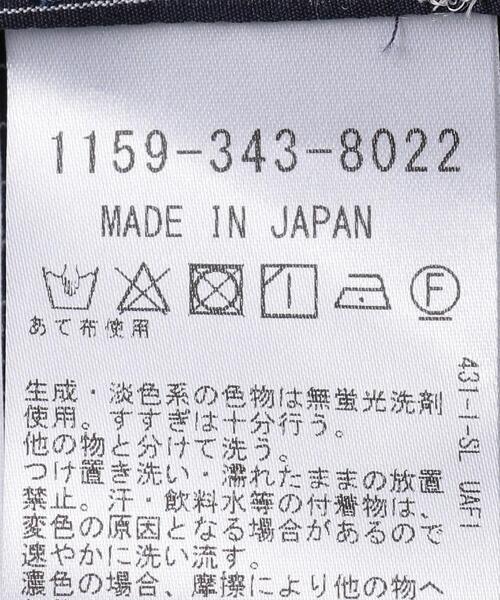 1159-343-8022
MADE IN JAPAN
F
あて布使用
生成・淡色系の色物は無蛍光洗剤
使用。すすぎは十分行う。
他の物と分けて洗う。
つけ置き洗い・濡れたままの放置
禁止。汗・飲料水等の付着物は、
変色の原因となる場合があるので
速やかに洗い流す。
濃色の場合、摩擦により他の物へ
431-1-SL UAF1